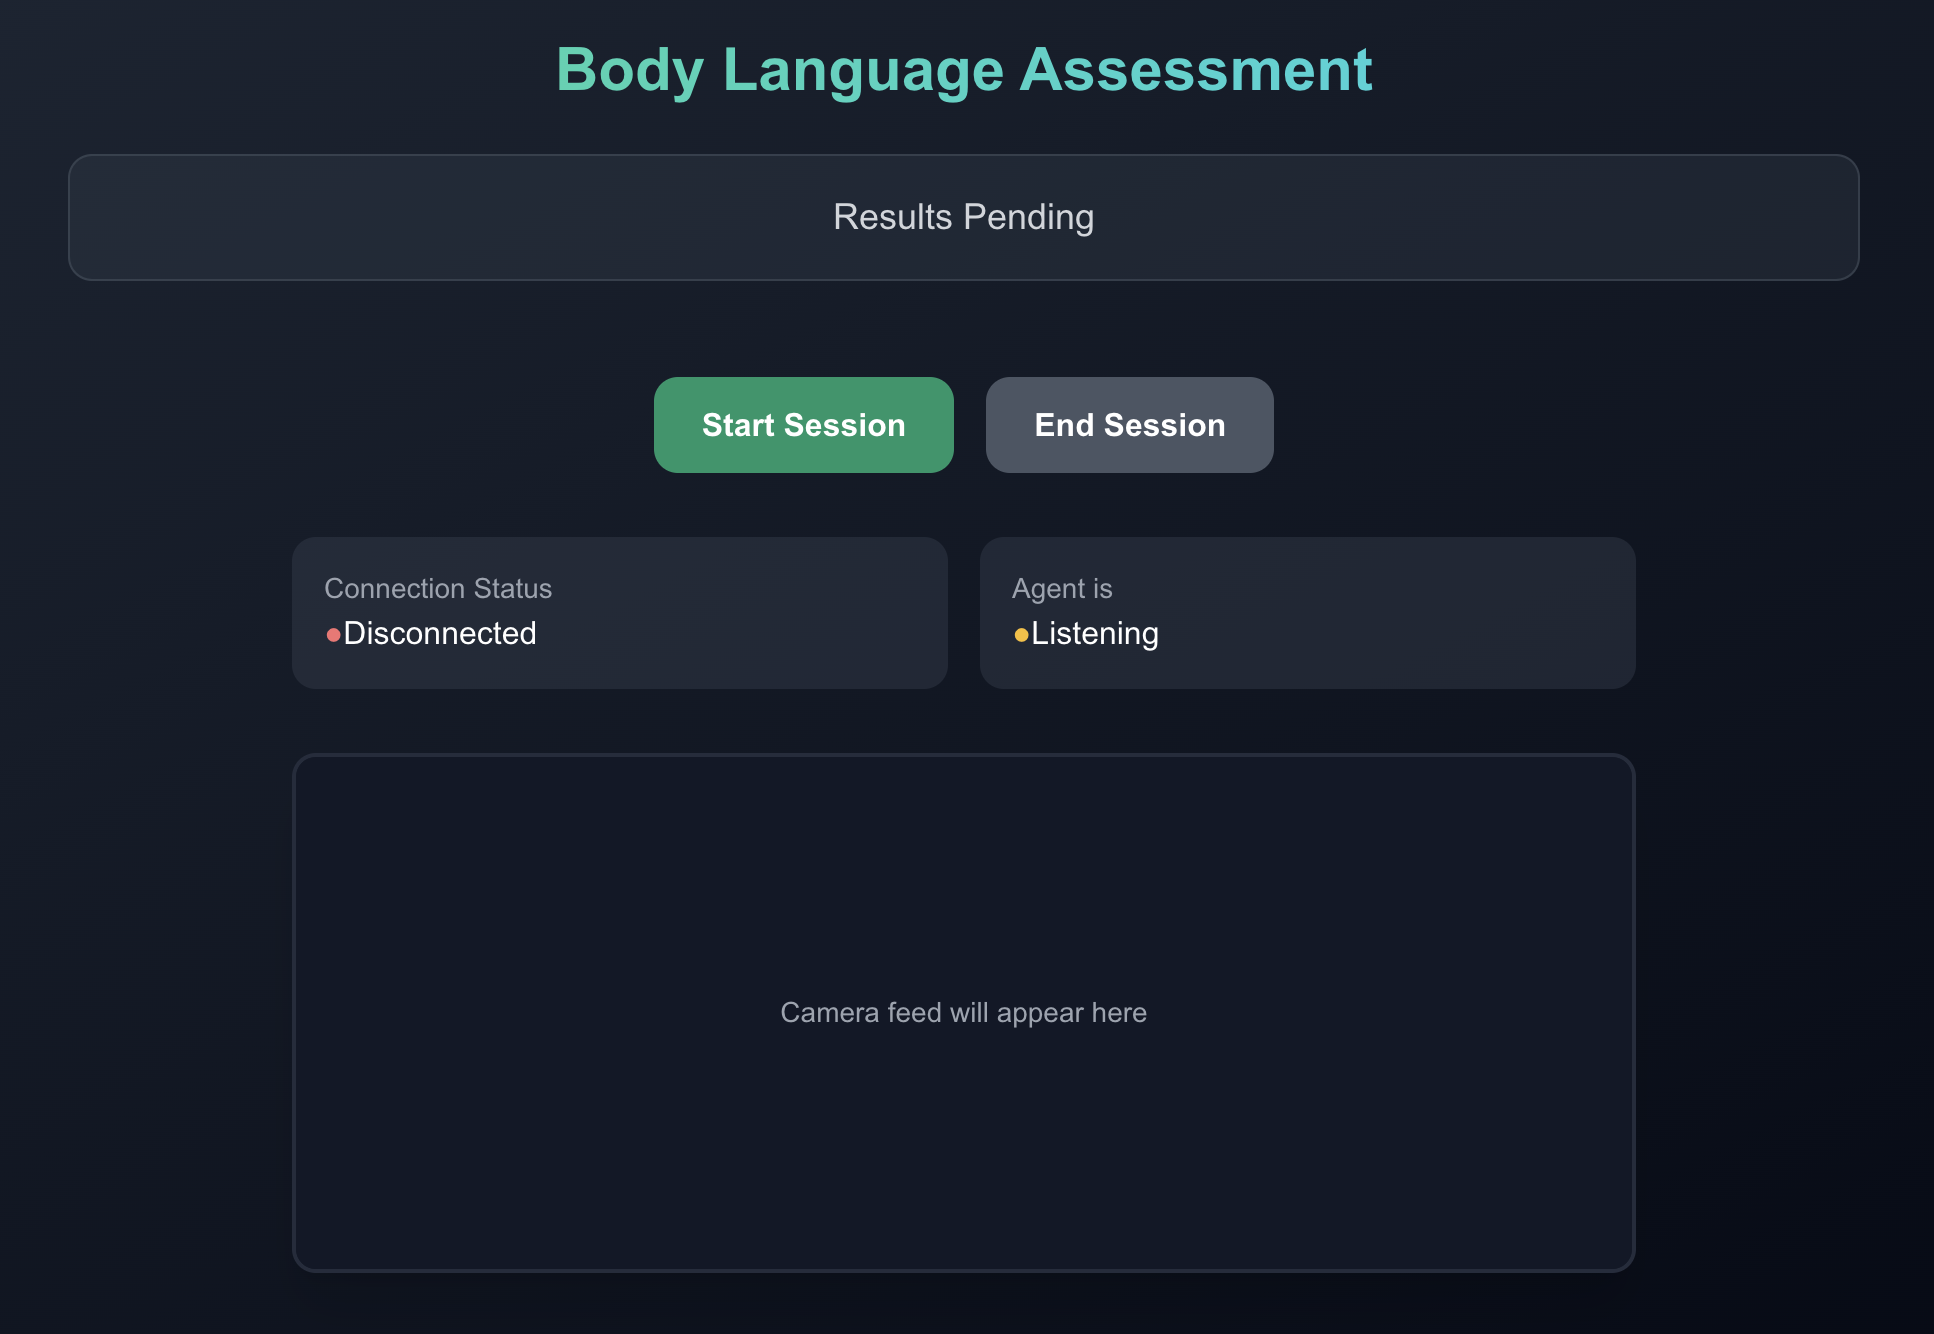 Body Language Assessment
Results Pending
Start Session
End Session
Connection Status
Disconnected
Agent is
Listening
Camera feed will appear here